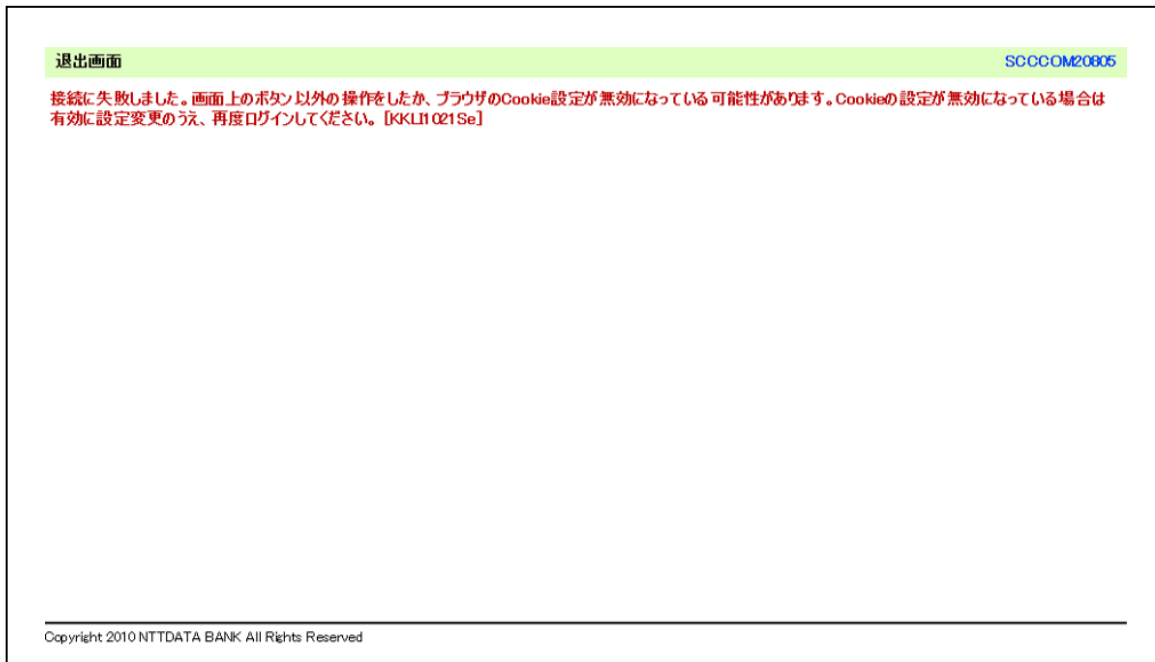 退出画面 SCCCOM20805
接続に失敗しました。画面上のボタン以外の操作をしたか、ブラウザのCookie設定が無効になっている可能性があります。Cookieの設定が無効になっている場合は
有効に設定変更のうえ、再度ログインしてください。 [KKLI1021Se]
Copyright 2010 NTTDATA BANK All Rights Reserved